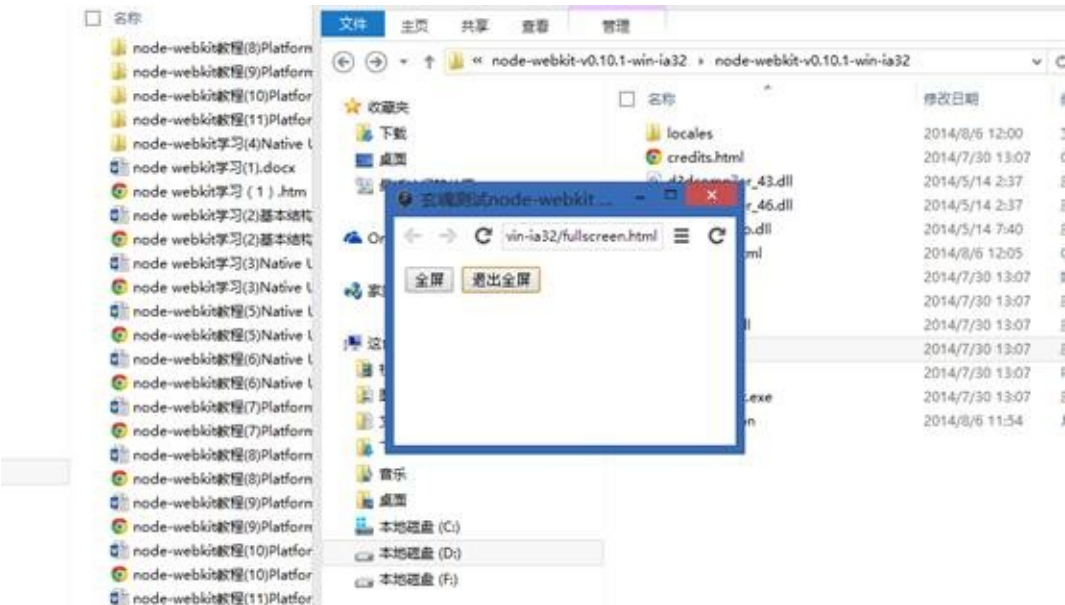 名称
node-webkit教程(8)Platform
node-webkit教程(9)Platform
node-webkit教程(10)Platfor
node-webkit教程(11)Platfor
node-webkit学习(4)Native U
node webkit学习(1).docx
node webkit学习（1）.htm
node webkit学习(2)基本结构
node-webkit学习(2)基本结构
node webkit学习(3)Native U
node webkit学习(3)Native U
node-webkit教程(5)Native U
node-webkit教程(5)Native U
node-webkit教程(6)Native U
node-webkit教程(6)Native U
node-webkit教程(7)Platform
node-webkit教程(7)Platform
node-webkit教程(8)Platform
node-webkit教程(8)Platform
node-webkit教程(9)Platform
node-webkit教程(9)Platform
node-webkit教程(10)Platfor
node-webkit教程(10)Platfor
node-webkit教程(11)Platfor
文件 主页 共享 查看 管理
« node-webkit-v0.10.1-win-ia32 › node-webkit-v0.10.1-win-ia32
收藏夹
下载
桌面
On
家
这
音乐
桌面
本地磁盘 (C:)
本地磁盘 (D:)
本地磁盘 (F:)
名称 修改日期
locales 2014/8/6 12:00
credits.html 2014/7/30 13:07
_43.dll 2014/5/14 2:37
_46.dll 2014/5/14 2:37
.dll 2014/5/14 7:40
ml 2014/8/6 12:05
2014/7/30 13:07
2014/7/30 13:07
ll 2014/7/30 13:07
2014/7/30 13:07
2014/7/30 13:07
.exe 2014/7/30 13:07
on 2014/8/6 11:54
玄魂测试node-webkit ...
vin-ia32/fullscreen.html
全屏 退出全屏